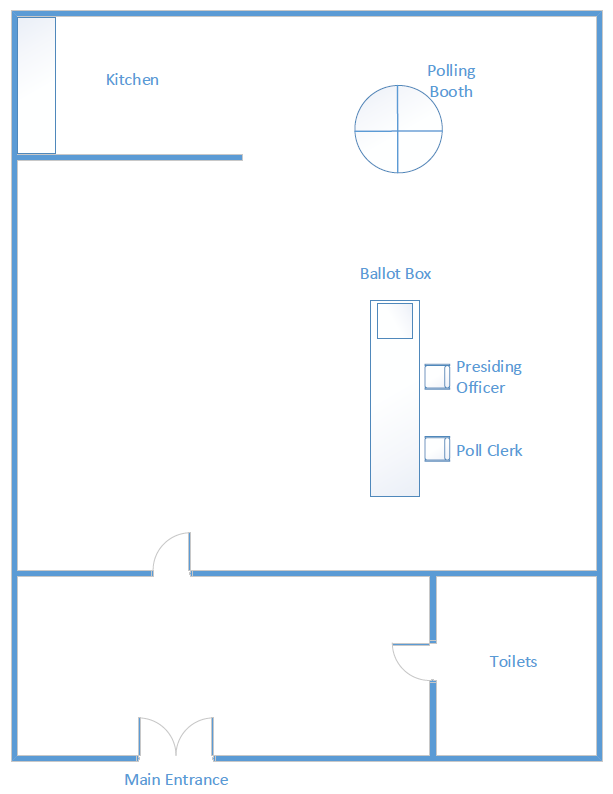 Polling
Booth
Kitchen
Ballot Box
Presiding
Officer
Poll Clerk
Toilets
Main Entrance